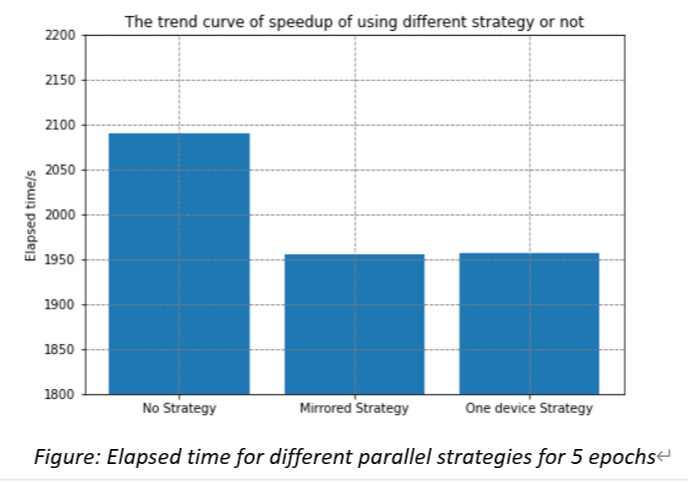 The trend curve of speedup of using different strategy or not
2200
2150
2100
2050
2000
1950
1900
1850
1800
Elapsed time/s
No Strategy
Mirrored Strategy
One device Strategy
Figure: Elapsed time for different parallel strategies for 5 epochs↵